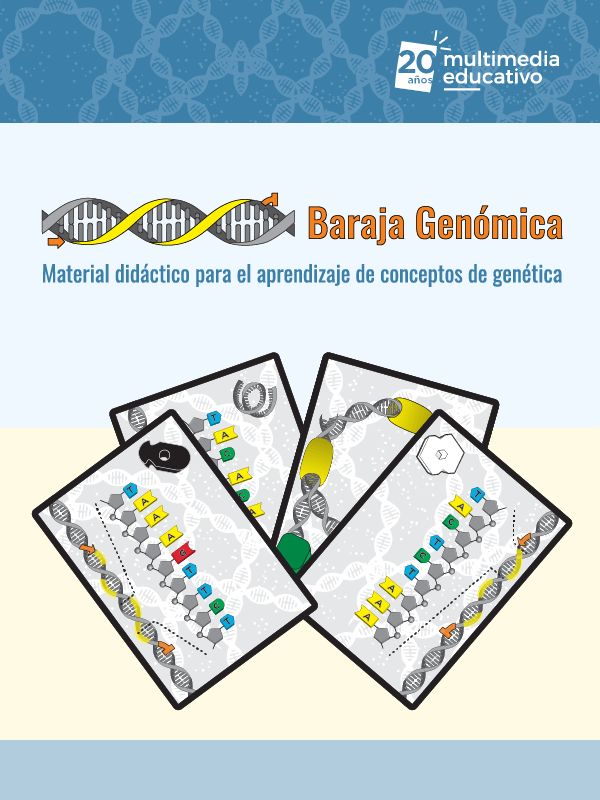 20
años
multimedia
educativo
Baraja Genómica
Material didáctico para el aprendizaje de conceptos de genética
T
A
A
T
A
A
A
G
T
T
C
T
T
A
C
T
C
T
A
A
A